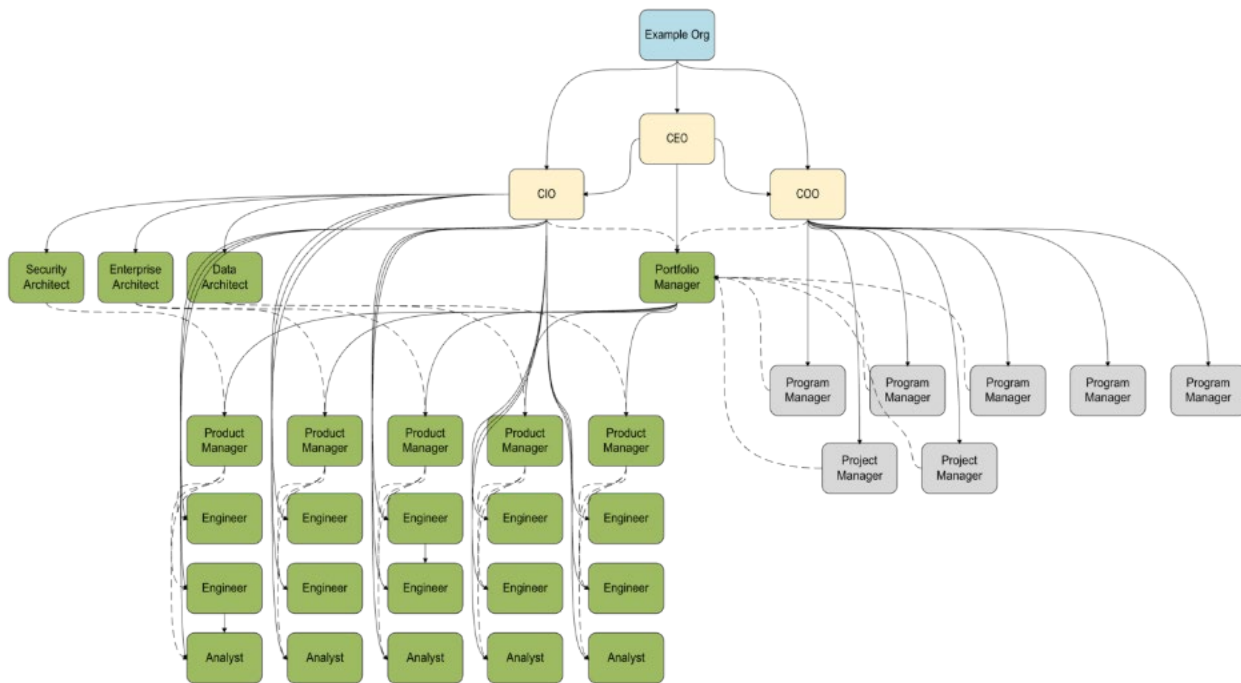 Example Org
CEO
CIO
COO
Security
Architect
Enterprise
Architect
Data
Architect
Portfolio
Manager
Program
Manager
Program
Manager
Program
Manager
Program
Manager
Program
Manager
Product
Manager
Product
Manager
Product
Manager
Product
Manager
Product
Manager
Project
Manager
Project
Manager
Engineer
Engineer
Engineer
Engineer
Engineer
Engineer
Engineer
Engineer
Engineer
Engineer
Analyst
Analyst
Analyst
Analyst
Analyst